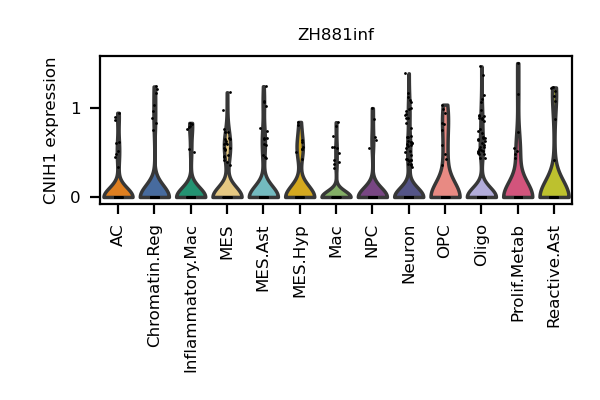 ZH881inf
CNIH1 expression
1
0
AC
Chromatin.Reg
Inflammatory.Mac
MES
MES.Ast
MES.Hyp
Mac
NPC
Neuron
OPC
Oligo
Prolif.Metab
Reactive.Ast